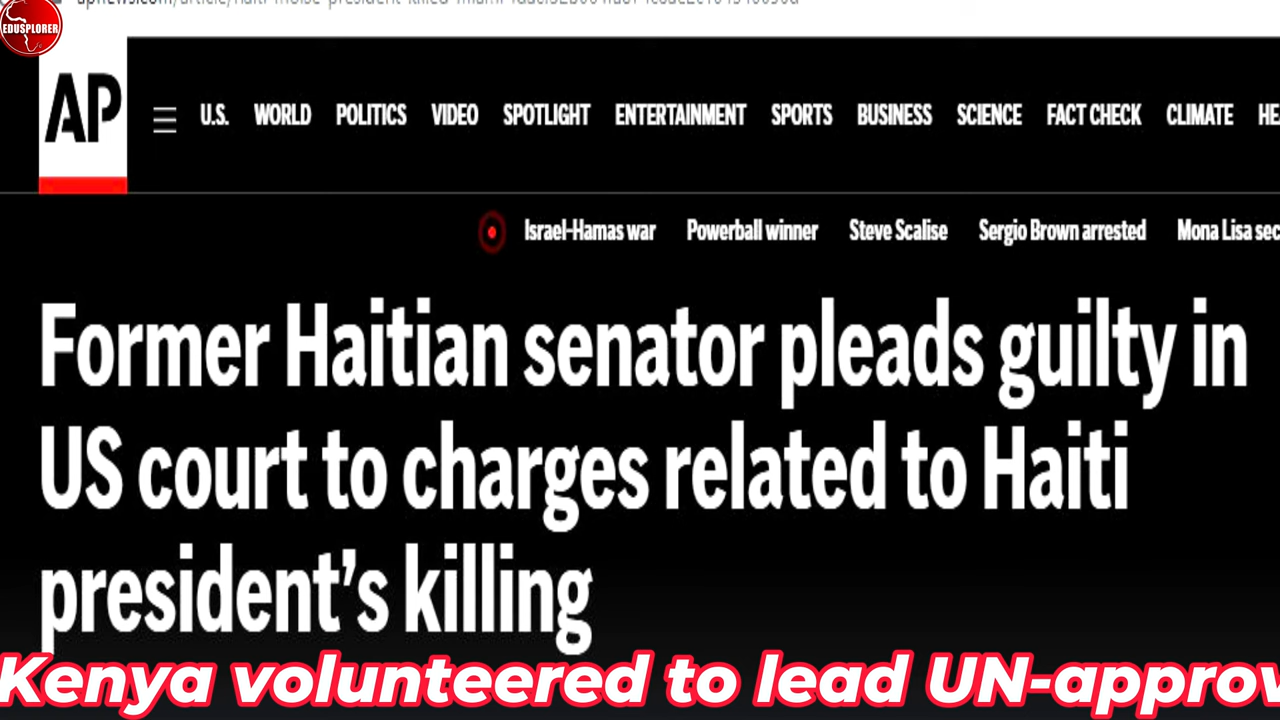 EDUSPLORER
AP
U.S. WORLD POLITICS VIDEO SPOTLIGHT ENTERTAINMENT SPORTS BUSINESS SCIENCE FACT CHECK CLIMATE
Israel-Hamas war Powerball winner Steve Scalise Sergio Brown arrested Mona Lisa
Former Haitian senator pleads guilty in
US court to charges related to Haiti
president’s killing
Kenya volunteered to lead